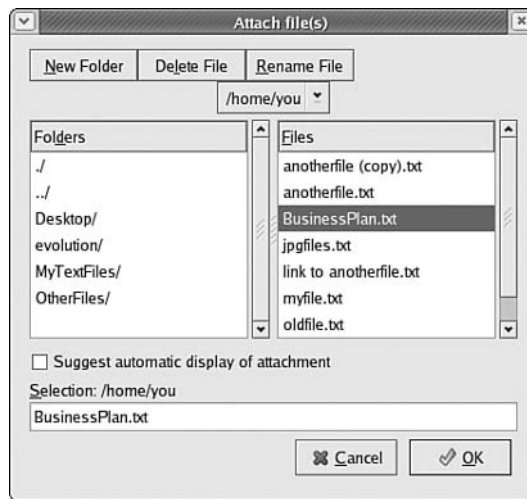 Attach file(s)
New Folder Delete File Rename File
/home/you
Folders
./
../
Desktop/
evolution/
MyTextFiles/
OtherFiles/
Files
anotherfile (copy).txt
anotherfile.txt
BusinessPlan.txt
jpgfiles.txt
link to anotherfile.txt
myfile.txt
oldfile.txt
Suggest automatic display of attachment
Selection: /home/you
BusinessPlan.txt
Cancel OK